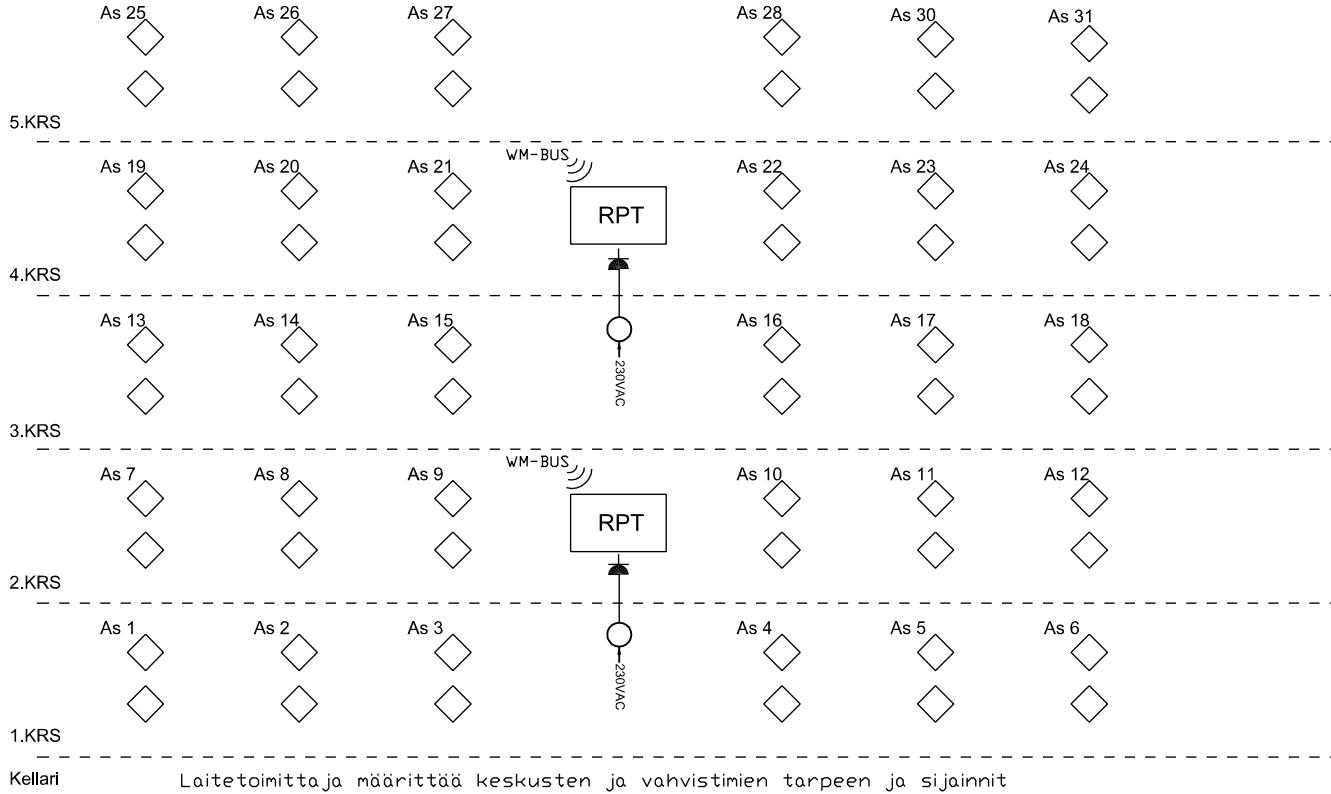 As 25 As 26 As 27 As 28 As 30 As 31
5.KRS
WM-BUS
As 19 As 20 As 21 As 22 As 23 As 24
RPT
4.KRS
As 13 As 14 As 15 As 16 As 17 As 18
230VAC
3.KRS
WM-BUS
As 7 As 8 As 9 As 10 As 11 As 12
RPT
2.KRS
As 1 As 2 As 3 As 4 As 5 As 6
230VAC
1.KRS
Kellari Laitetoimittaja määrittää keskusten ja vahvistimien tarpeen ja sijainnit